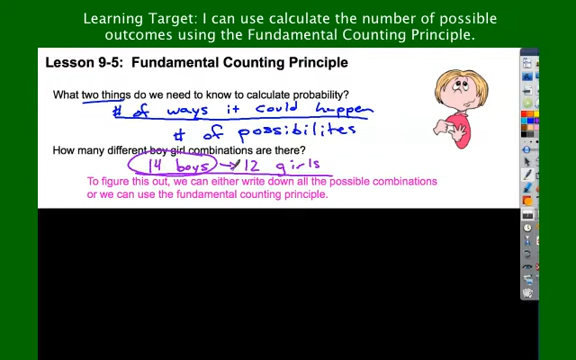 Learning Target: I can use calculate the number of possible
outcomes using the Fundamental Counting Principle.
Lesson 9-5: Fundamental Counting Principle
What two things do we need to know to calculate probability?
# of ways it could happen
# of possibilites
How many different boy girl combinations are there?
14 boys → 12 girls
To figure this out, we can either write down all the possible combinations
or we can use the fundamental counting principle.